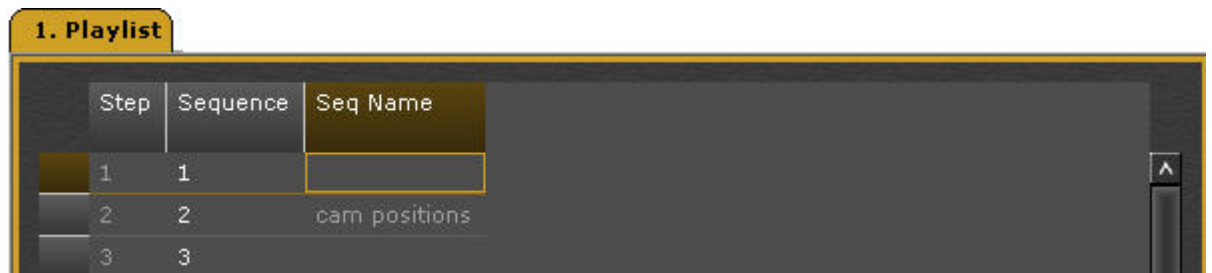 1. Playlist
Step Sequence Seq Name
1 1
2 2 cam positions
3 3